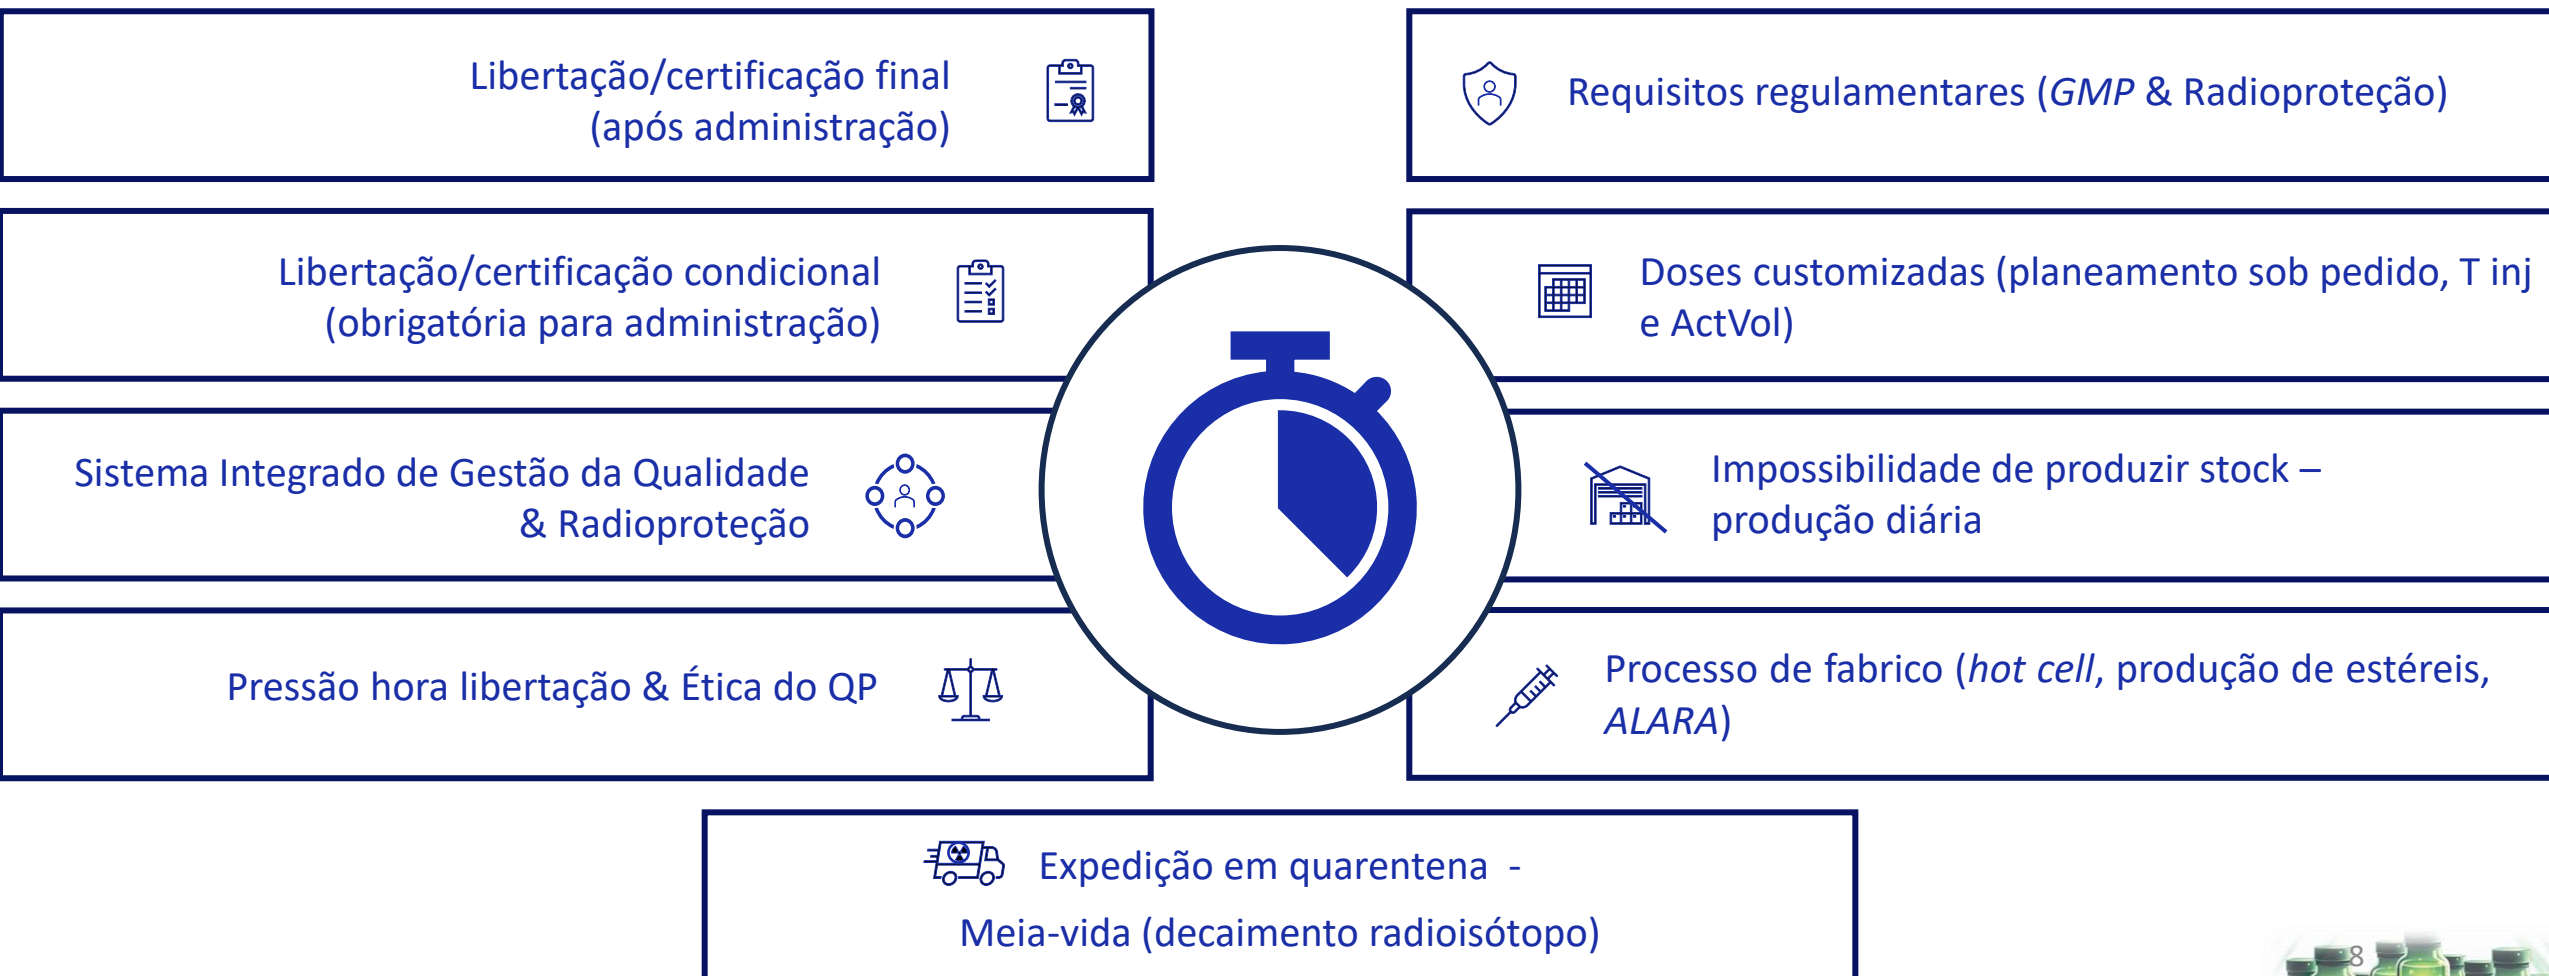 Libertação/certificação final
(após administração)
Requisitos regulamentares (GMP & Radioproteção)
Libertação/certificação condicional
(obrigatória para administração)
Doses customizadas (planeamento sob pedido, T inj
e ActVol)
Sistema Integrado de Gestão da Qualidade
& Radioproteção
Impossibilidade de produzir stock –
produção diária
Pressão hora libertação & Ética do QP
Processo de fabrico (hot cell, produção de estéreis,
ALARA)
Expedição em quarentena -
Meia-vida (decaimento radioisótopo)
8